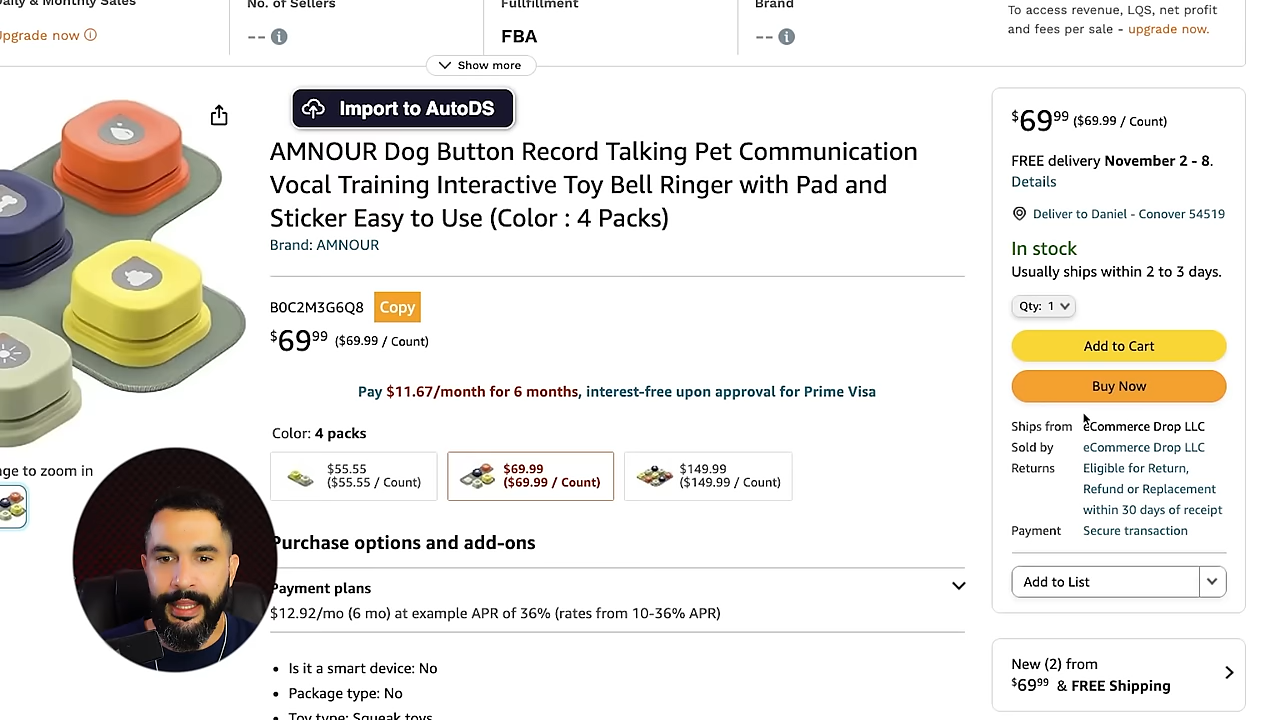 Daily & Monthly Sales
No. of Sellers
Fullfillment
Brand
To access revenue, LQS, net profit
and fees per sale - upgrade now.
Upgrade now
--
FBA
--
Show more
Import to AutoDS
AMNOUR Dog Button Record Talking Pet Communication
Vocal Training Interactive Toy Bell Ringer with Pad and
Sticker Easy to Use (Color : 4 Packs)
Brand: AMNOUR
B0C2M3G6Q8 Copy
$69.99 ($69.99 / Count)
Pay $11.67/month for 6 months, interest-free upon approval for Prime Visa
Color: 4 packs
$55.55
($55.55 / Count)
$69.99
($69.99 / Count)
$149.99
($149.99 / Count)
to zoom in
Purchase options and add-ons
Payment plans
$12.92/mo (6 mo) at example APR of 36% (rates from 10-36% APR)
Is it a smart device: No
Package type: No
Toy type: Squeak toys
$69.99 ($69.99 / Count)
FREE delivery November 2 - 8.
Details
Deliver to Daniel - Conover 54519
In stock
Usually ships within 2 to 3 days.
Qty: 1
Add to Cart
Buy Now
Ships from eCommerce Drop LLC
Sold by eCommerce Drop LLC
Returns Eligible for Return,
Refund or Replacement
within 30 days of receipt
Payment Secure transaction
Add to List
New (2) from
$69.99 & FREE Shipping